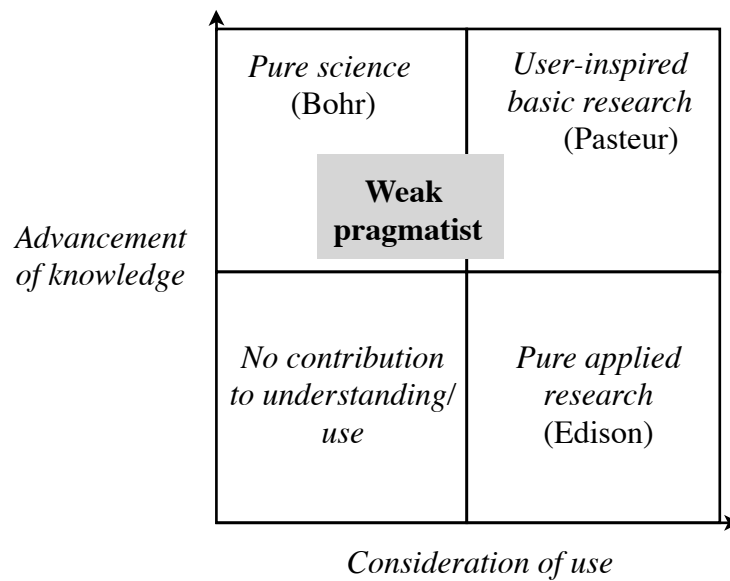 Pure science
(Bohr)
User-inspired
basic research
(Pasteur)
Weak
pragmatist
Advancement
of knowledge
No contribution
to understanding/
use
Pure applied
research
(Edison)
Consideration of use